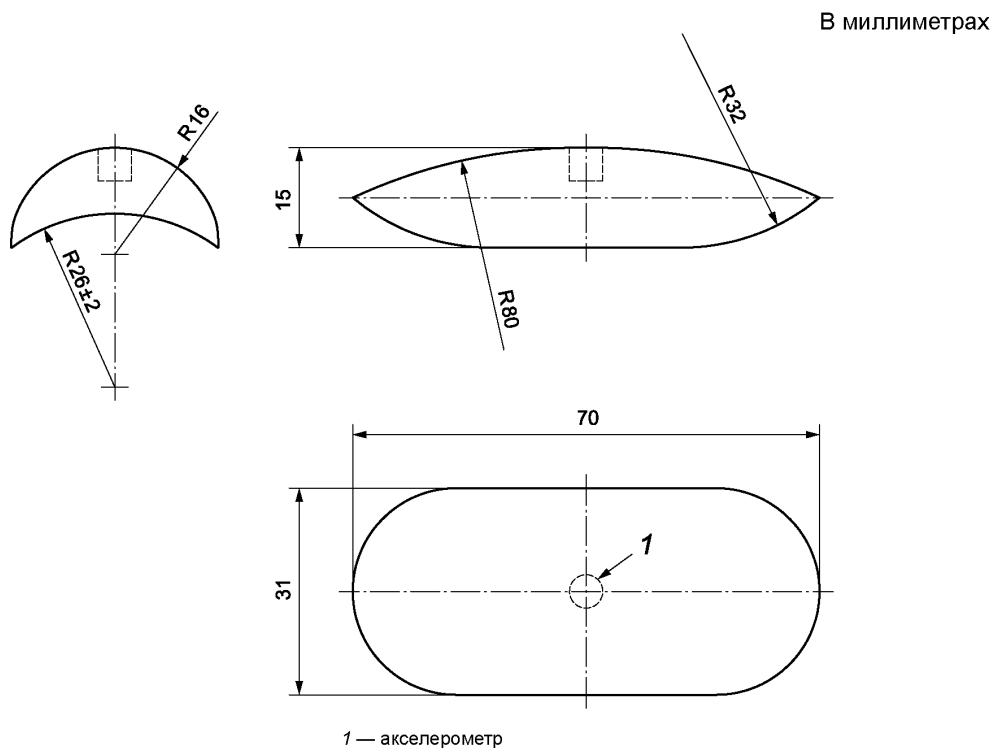 В миллиметрах
R16
R32
15
R26±2
R80
70
1
31
1 — акселерометр